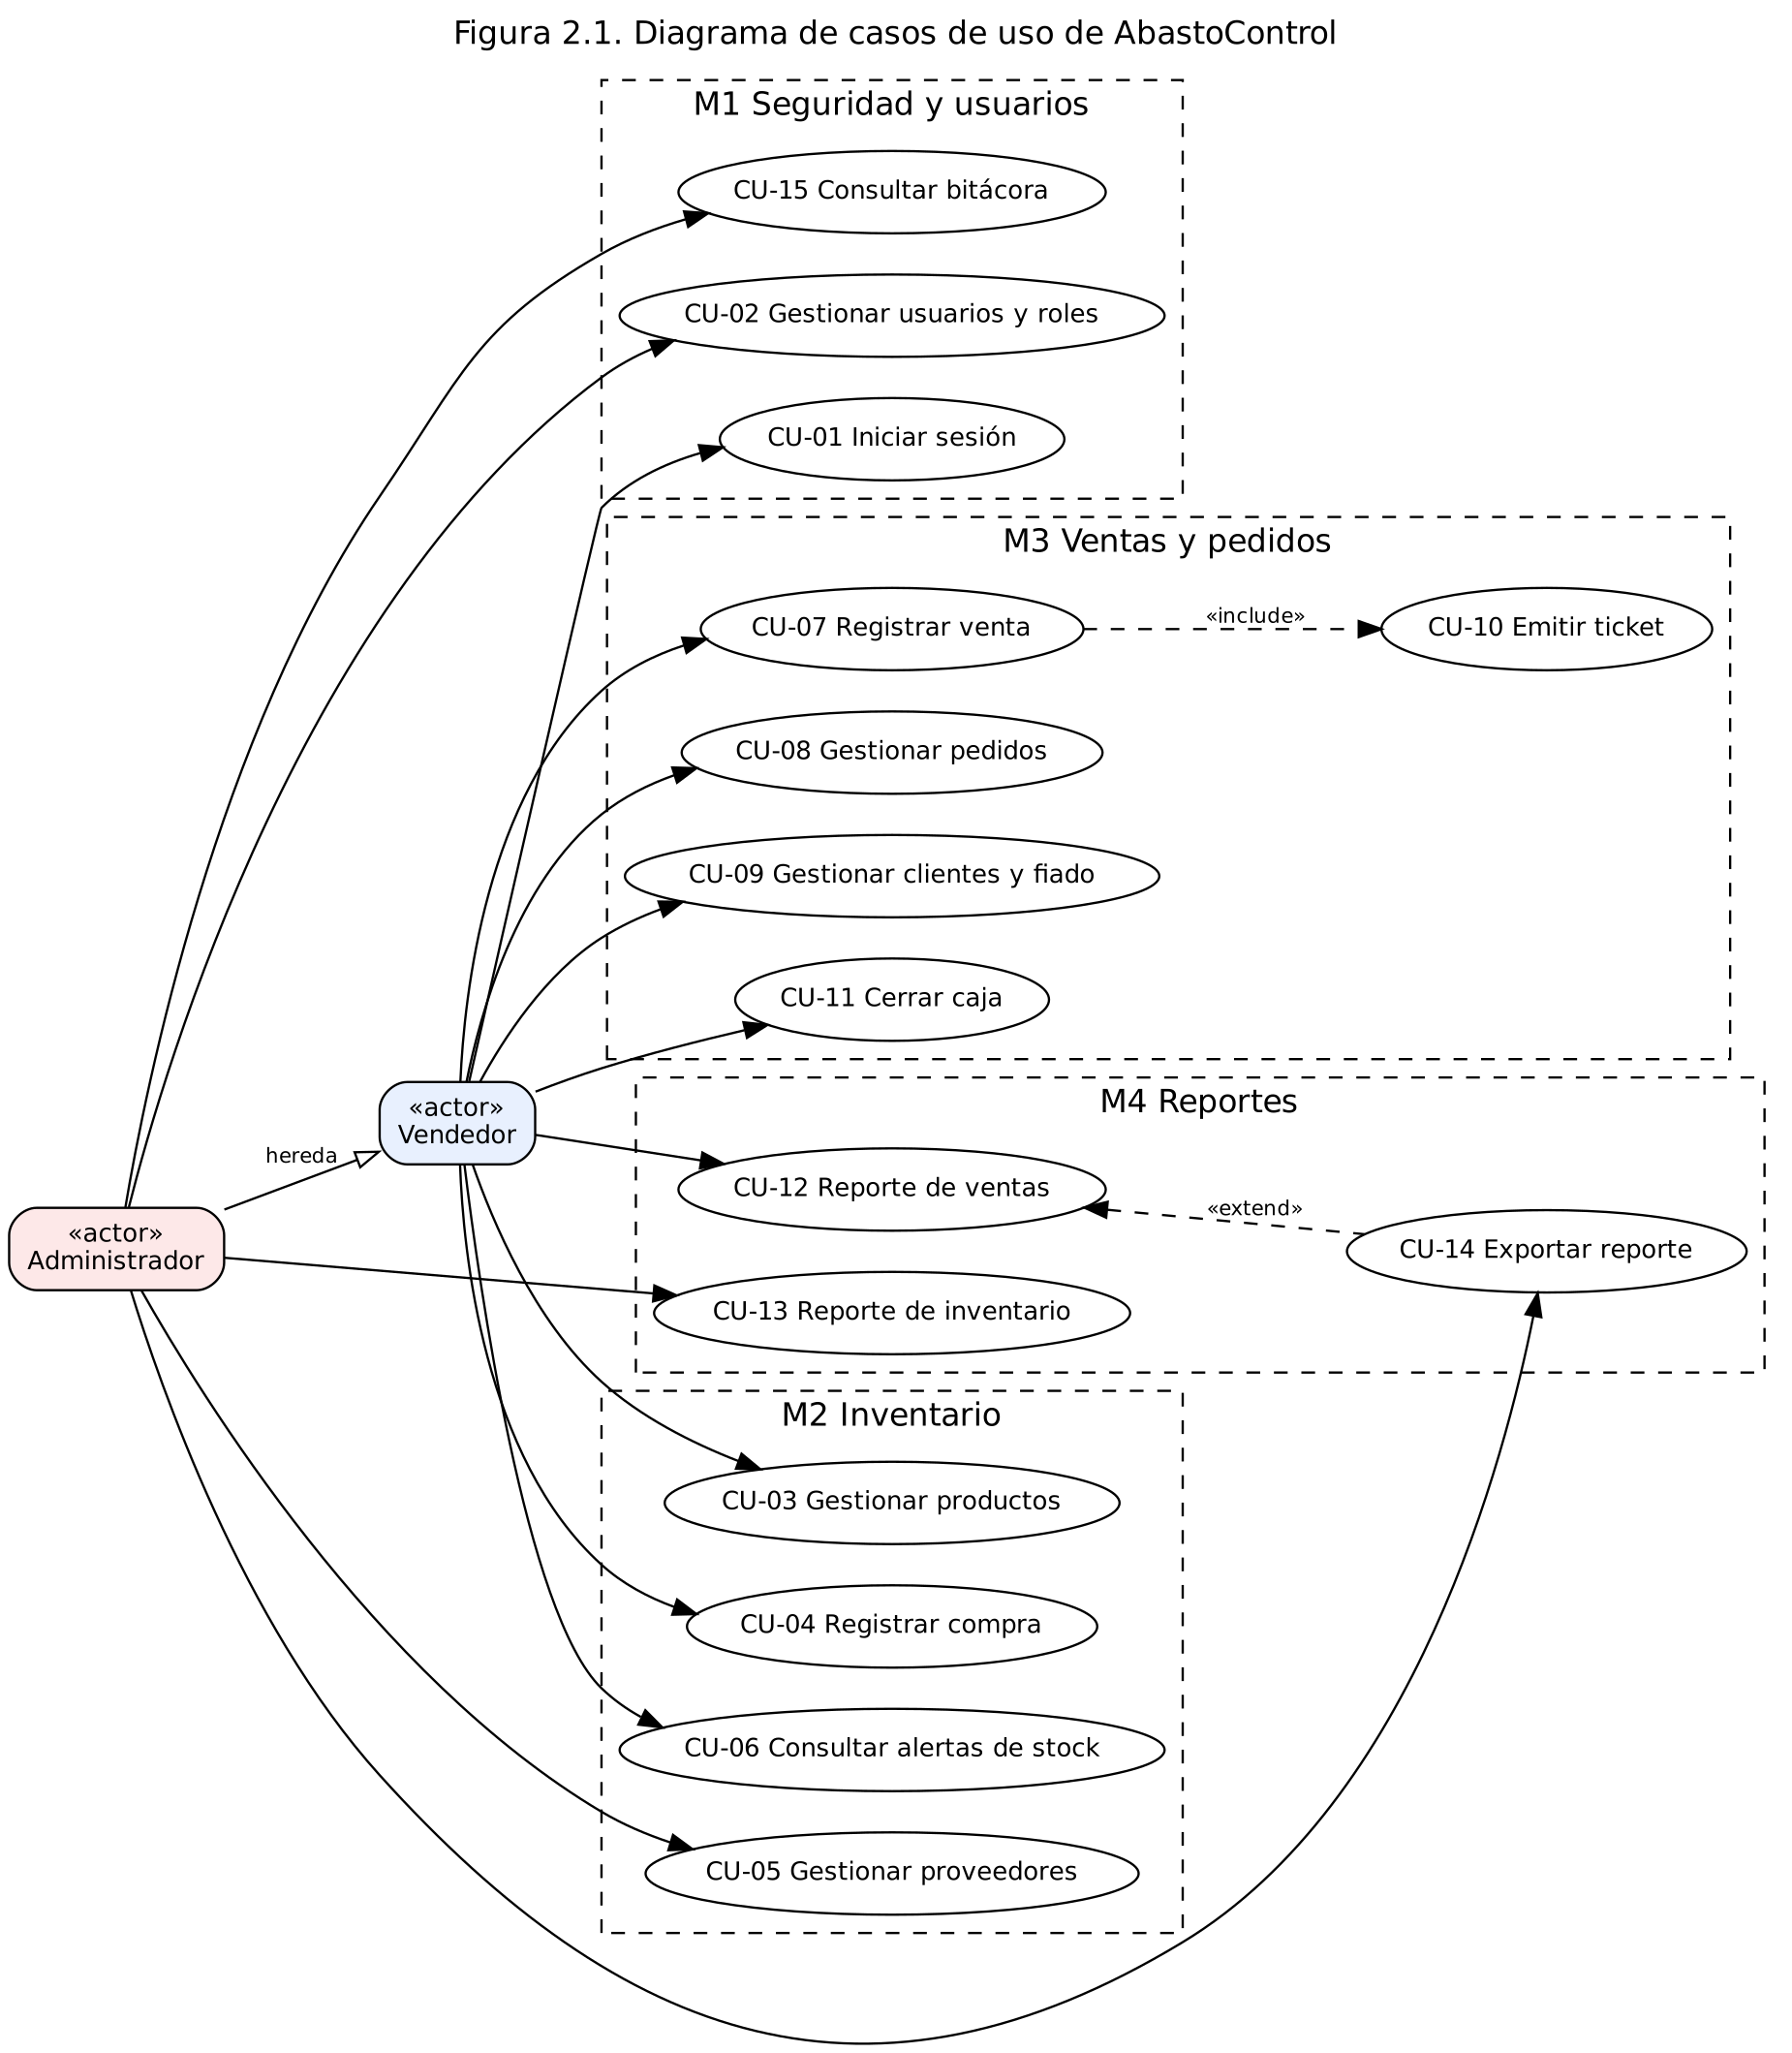 Figura 2.1. Diagrama de casos de uso de AbastoControl
M1 Seguridad y usuarios
CU-15 Consultar bitácora
CU-02 Gestionar usuarios y roles
CU-01 Iniciar sesión
M3 Ventas y pedidos
CU-07 Registrar venta
«include»
CU-10 Emitir ticket
CU-08 Gestionar pedidos
CU-09 Gestionar clientes y fiado
CU-11 Cerrar caja
«actor»
Vendedor
hereda
«actor»
Administrador
M4 Reportes
CU-12 Reporte de ventas
«extend»
CU-14 Exportar reporte
CU-13 Reporte de inventario
M2 Inventario
CU-03 Gestionar productos
CU-04 Registrar compra
CU-06 Consultar alertas de stock
CU-05 Gestionar proveedores